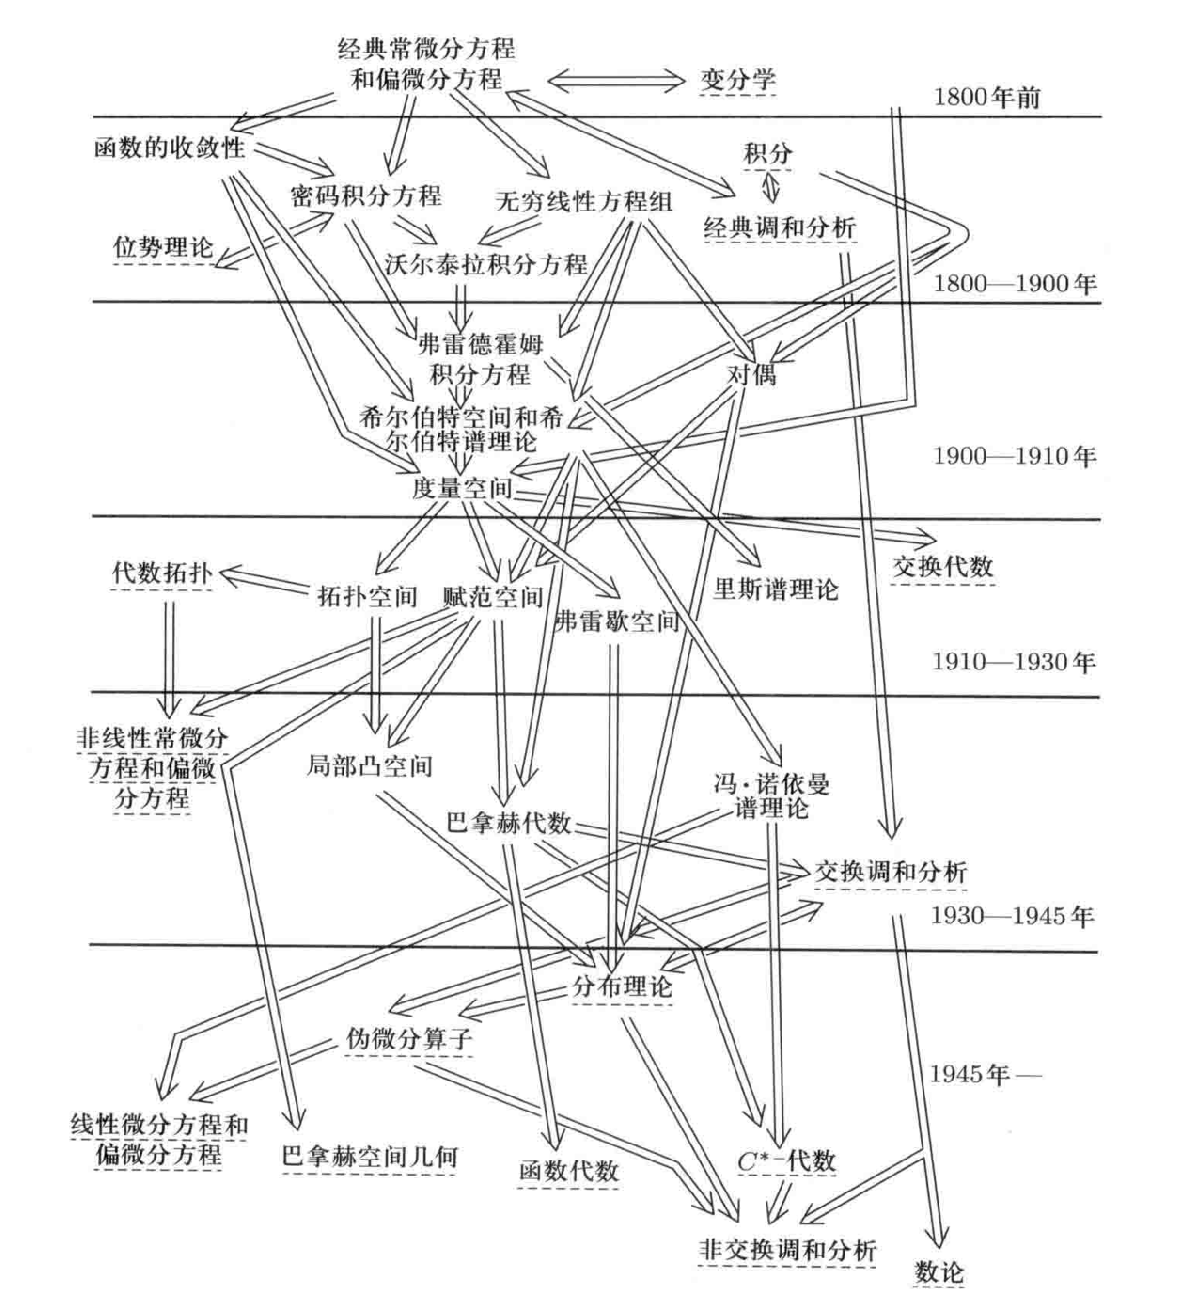 经典常微分方程
和偏微分方程
变分学
1800年前
函数的收敛性
积分
密码积分方程
无穷线性方程组
经典调和分析
位势理论
沃尔泰拉积分方程
1800—1900年
弗雷德霍姆
积分方程
对偶
希尔伯特空间和希
尔伯特谱理论
1900—1910年
度量空间
代数拓扑
交换代数
拓扑空间
赋范空间
里斯谱理论
弗雷歇空间
1910—1930年
非线性常微分
方程和偏微
分方程
局部凸空间
冯·诺依曼
谱理论
巴拿赫代数
交换调和分析
1930—1945年
分布理论
伪微分算子
1945年—
线性微分方程和
偏微分方程
巴拿赫空间几何
函数代数
C*-代数
非交换调和分析
数论